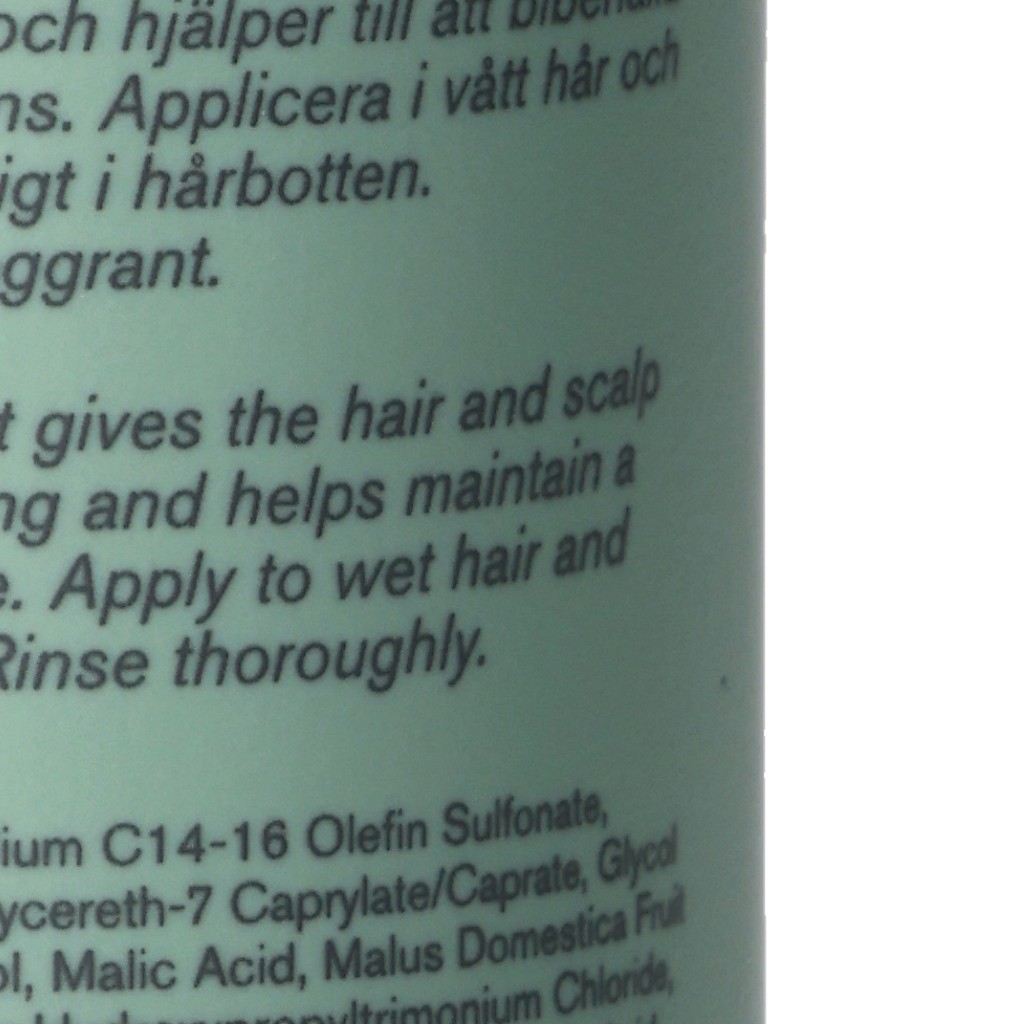 och hjälper till att
ns. Applicera i vått hår och
igt i hårbotten.
ggrant.
t gives the hair and scalp
ng and helps maintain a
e. Apply to wet hair and
Rinse thoroughly.
ium C14-16 Olefin Sulfonate,
ycereth-7 Caprylate/Caprate, Glycol
ol, Malic Acid, Malus Domestica Fruit
Chloride,